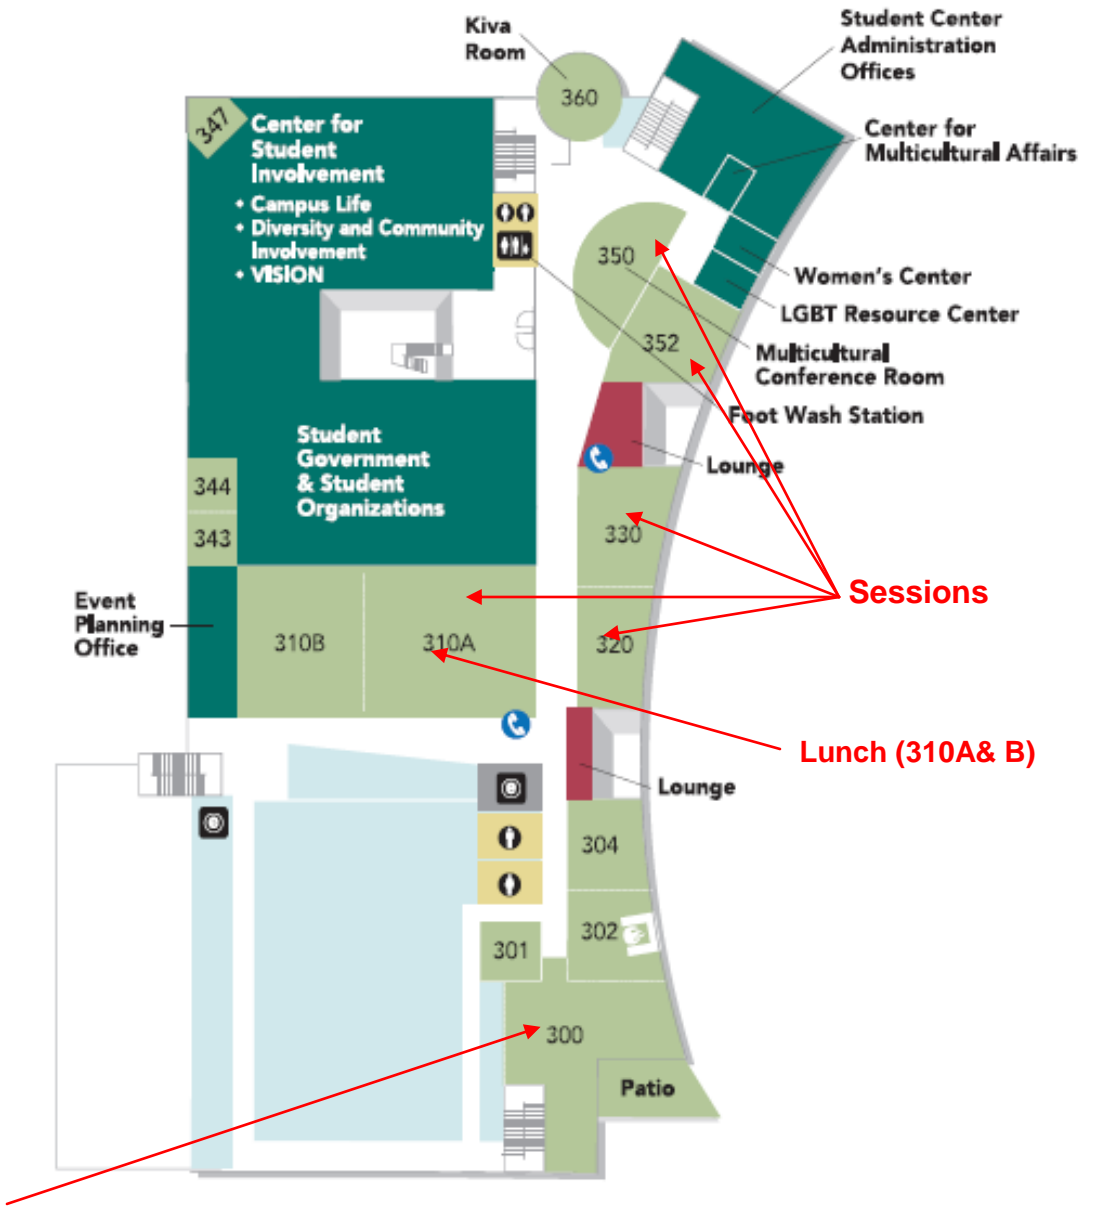 Kiva
Room
360
Student Center
Administration
Offices
Center for
Multicultural Affairs
347
Center for
Student
Involvement
• Campus Life
• Diversity and Community
Involvement
• VISION
350
Women's Center
LGBT Resource Center
352
Multicultural
Conference Room
Foot Wash Station
Lounge
Student
Government
& Student
Organizations
344
343
330
Sessions
Event
Planning
Office
310B
310A
320
Lunch (310A& B)
Lounge
304
302
301
300
Patio